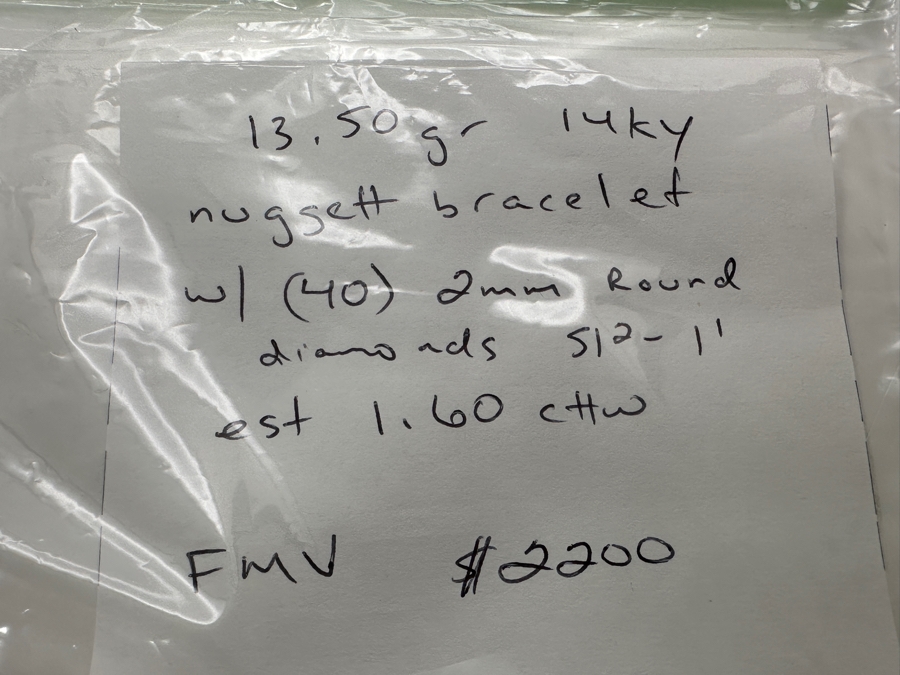 13.50 gr 14ky
nuggett bracelet
w/ (40) 2mm Round
diamonds SI2 - I1
est 1.60 cttw
FMV $2200